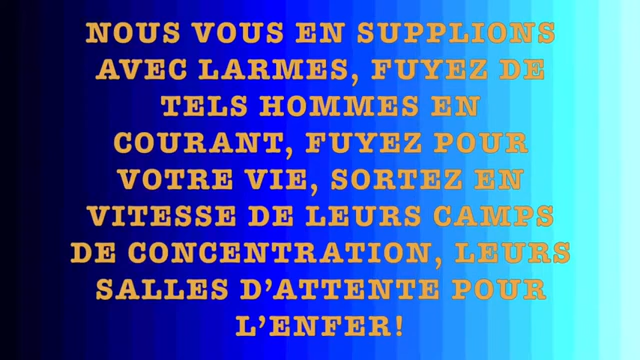 NOUS VOUS EN SUPPLIONS
AVEC LARMES, FUYEZ DE
TELS HOMMES EN
COURANT, FUYEZ POUR
VOTRE VIE, SORTEZ EN
VITESSE DE LEURS CAMPS
DE CONCENTRATION, LEURS
SALLES D’ATTENTE POUR
L’ENFER!